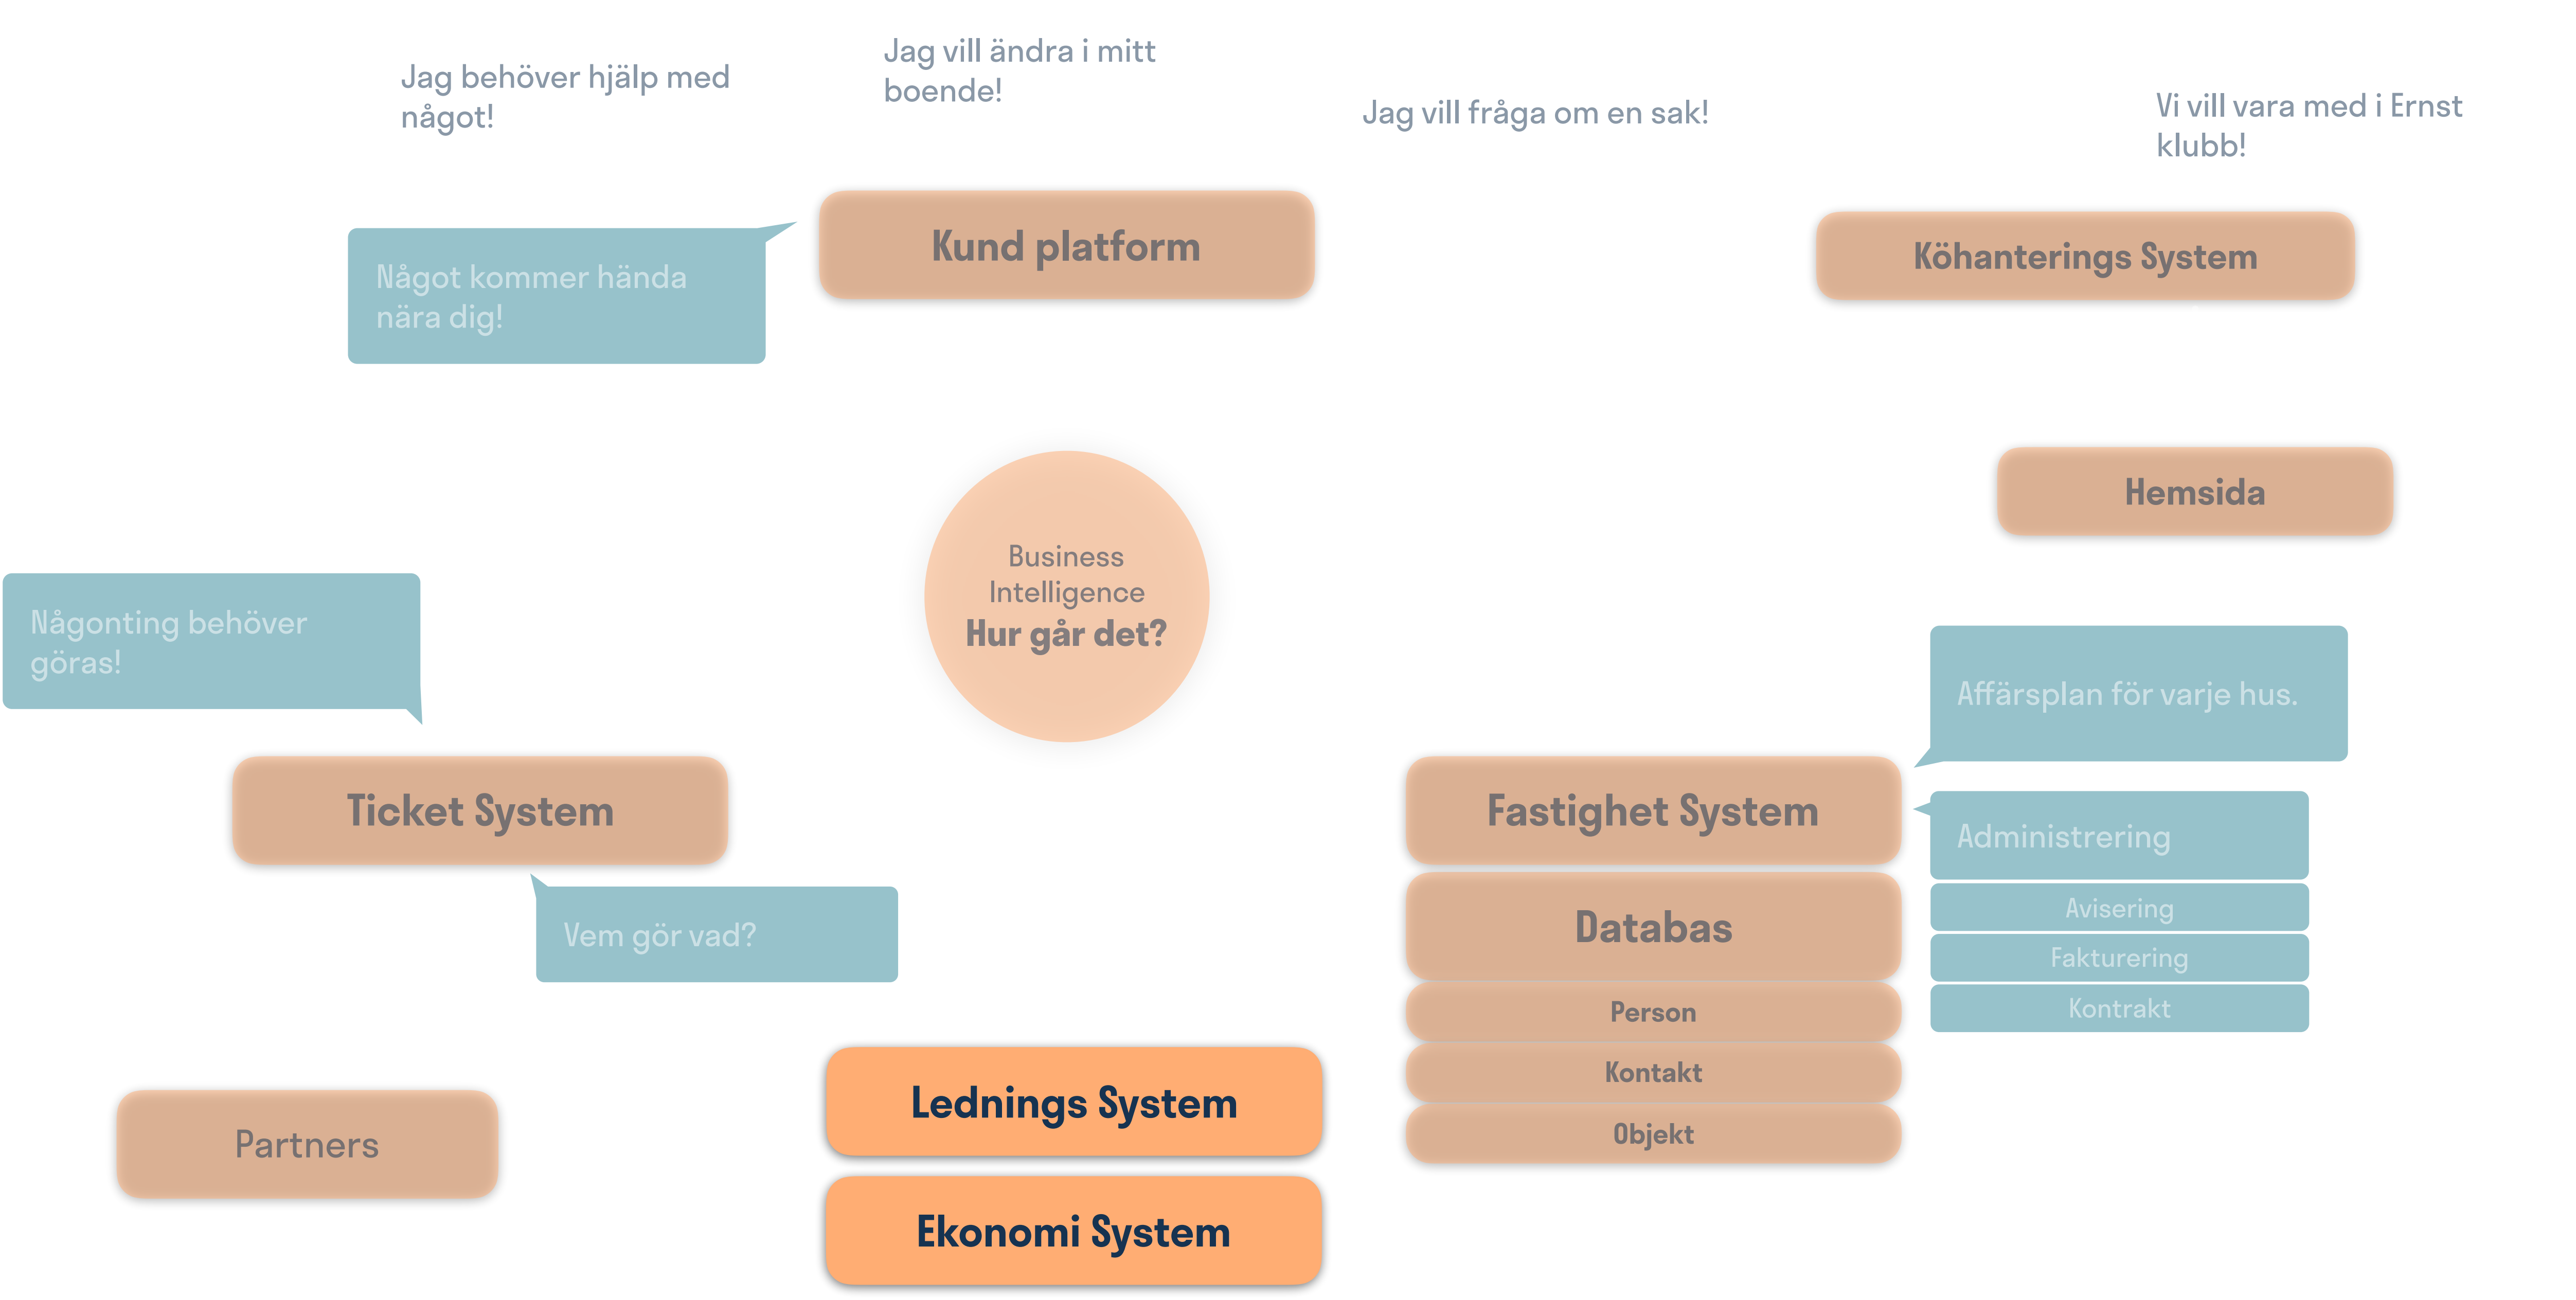 Jag behöver hjälp med
något!
Jag vill ändra i mitt
boende!
Jag vill fråga om en sak!
Vi vill vara med i Ernst
klubb!
Något kommer hända
nära dig!
Kund platform
Köhanterings System
Hemsida
Business
Intelligence
Hur går det?
Någonting behöver
göras!
Ticket System
Vem gör vad?
Partners
Lednings System
Ekonomi System
Fastighet System
Databas
Person
Kontakt
Objekt
Affärsplan för varje hus.
Administrering
Avisering
Fakturering
Kontrakt